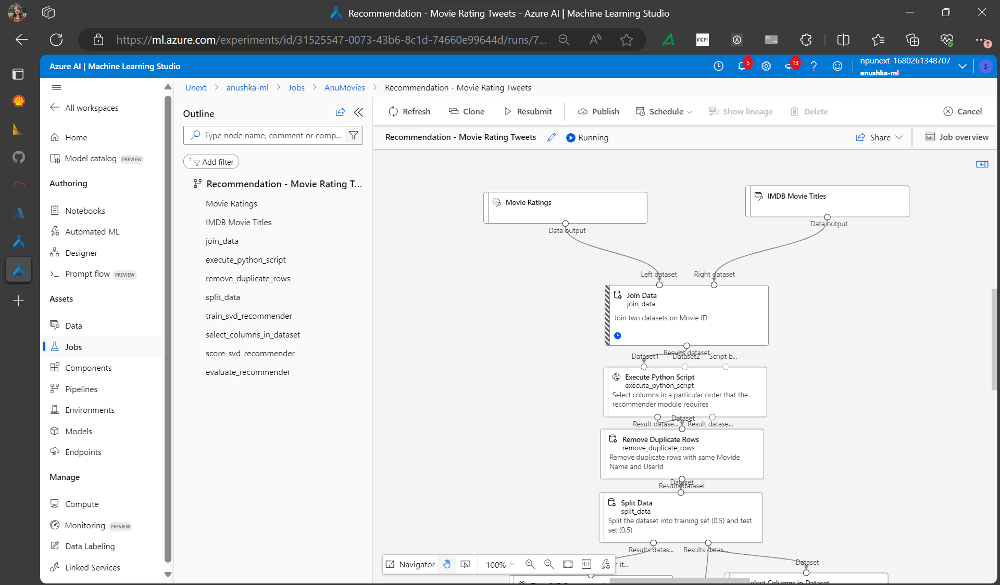 Recommendation - Movie Rating Tweets - Azure AI | Machine Learning Studio
https://ml.azure.com/experiments/id/31525547-0073-43b6-8c1d-74660e99644d/runs/7...
FCM
Azure AI | Machine Learning Studio
5
13
npunext-1680261348707
anushka-ml
S
All workspaces
Home
Model catalog PREVIEW
Authoring
Notebooks
Automated ML
Designer
Prompt flow PREVIEW
Assets
Data
Jobs
Components
Pipelines
Environments
Models
Endpoints
Manage
Compute
Monitoring PREVIEW
Data Labeling
Linked Services
Unext > anushka-ml > Jobs > AnuMovies > Recommendation - Movie Rating Tweets
Outline
Type node name, comment or comp...
Add filter
Recommendation - Movie Rating T...
Movie Ratings
IMDB Movie Titles
join_data
execute_python_script
remove_duplicate_rows
split_data
train_svd_recommender
select_columns_in_dataset
score_svd_recommender
evaluate_recommender
Refresh Clone Resubmit Publish Schedule Show lineage Delete Cancel
Recommendation - Movie Rating Tweets Running Share Job overview
Movie Ratings
Data output
IMDB Movie Titles
Data output
Left dataset Right dataset
Join Data
join_data
Join two datasets on Movie ID
Results dataset
Dataset1 Dataset2 Script b...
Execute Python Script
execute_python_script
Select columns in a particular order that the
recommender module requires
Dataset
Result datase... Result datase...
Remove Duplicate Rows
remove_duplicate_rows
Remove duplicate rows with same Movide
Name and UserId
Dataset
Results dataset
Split Data
split_data
Split the dataset into training set (0.5) and test
set (0.5)
Results datas... Results datas...
Dataset
Navigator 100% 1:1
r-it...
elect Columns in Dataset